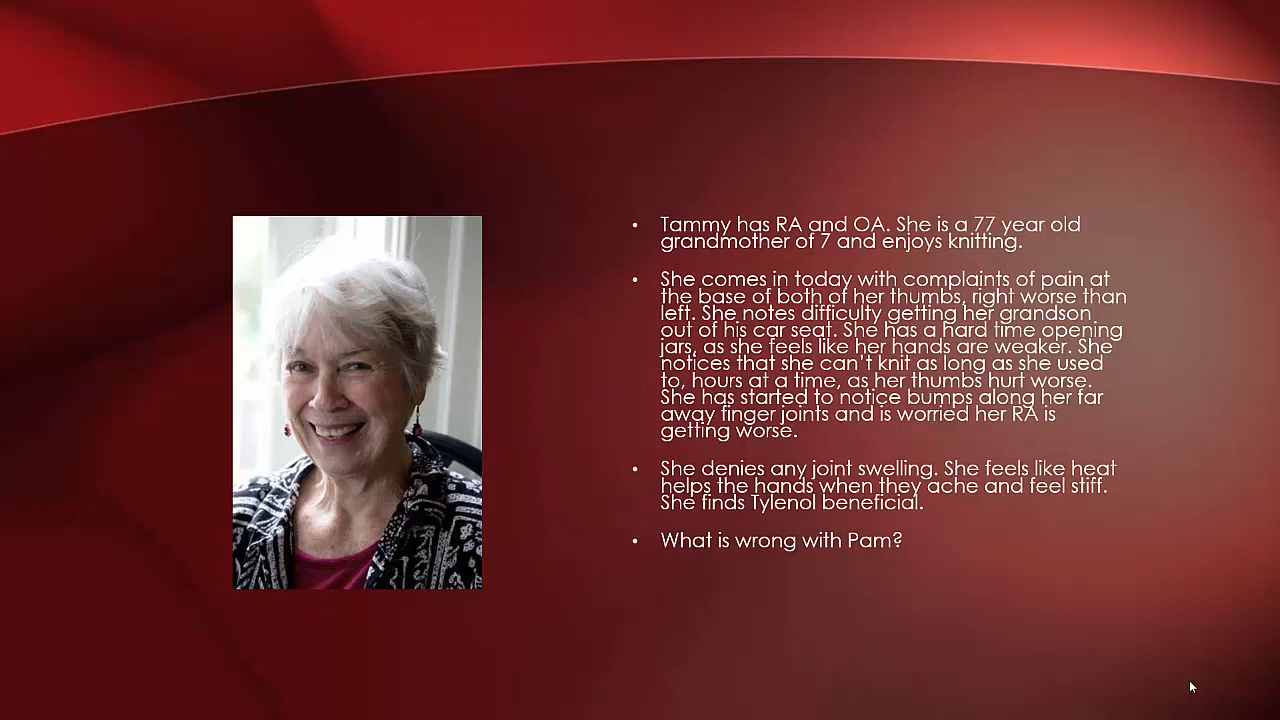 • Tammy has RA and OA. She is a 77 year old
grandmother of 7 and enjoys knitting.
• She comes in today with complaints of pain at
the base of both of her thumbs, right worse than
left. She notes difficulty getting her grandson
out of his car seat. She has a hard time opening
jars, as she feels like her hands are weaker. She
notices that she can't knit as long as she used
to, hours at a time, as her thumbs hurt worse.
She has started to notice bumps along her far
away finger joints and is worried her RA is
getting worse.
• She denies any joint swelling. She feels like heat
helps the hands when they ache and feel stiff.
She finds Tylenol beneficial.
• What is wrong with Pam?